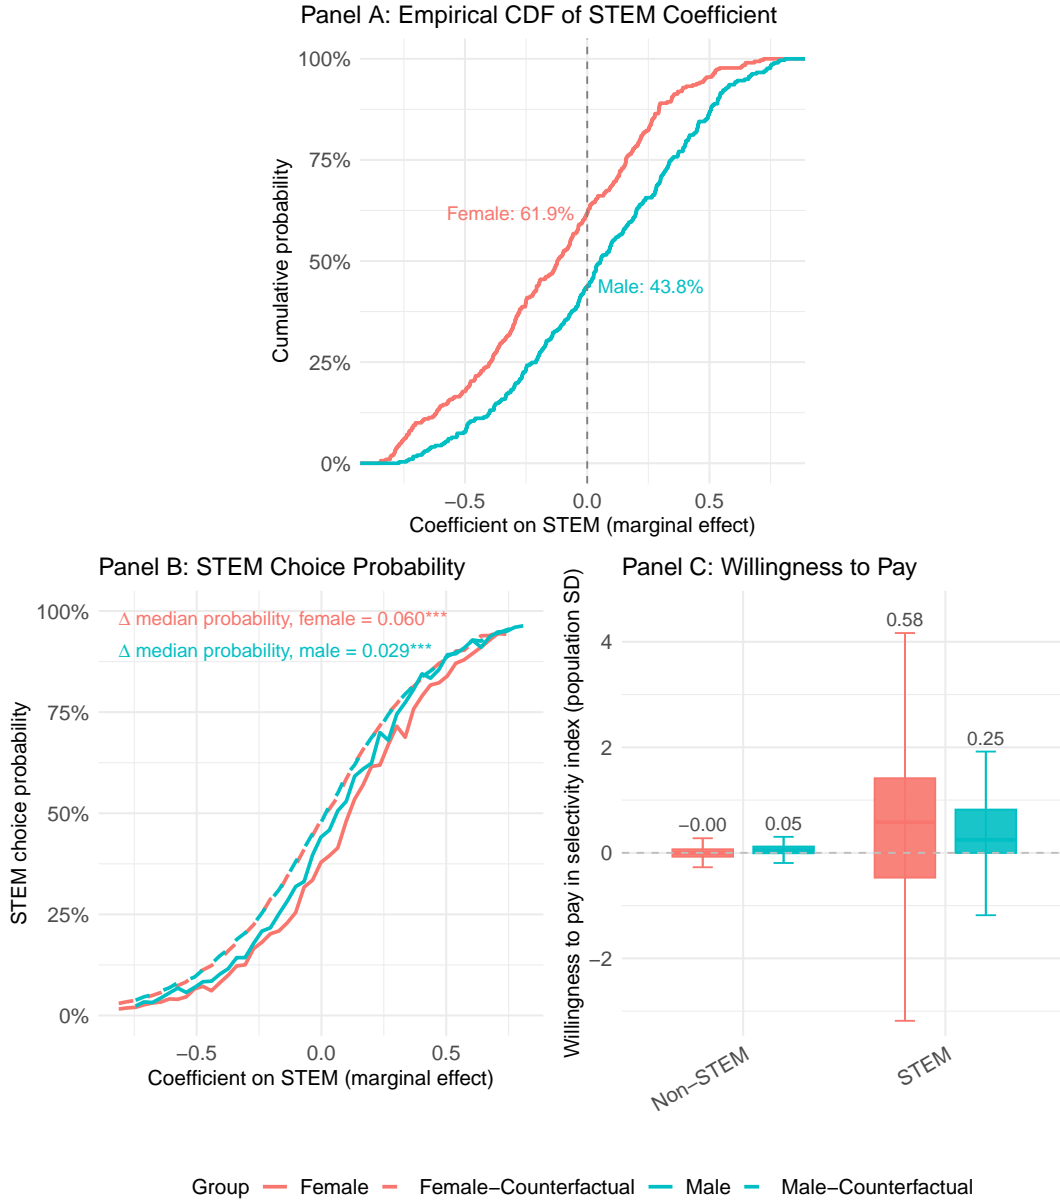 Panel A: Empirical CDF of STEM Coefficient
100%
75%
50%
25%
0%
Cumulative probability
Female: 61.9%
Male: 43.8%
−0.5 0.0 0.5
Coefficient on STEM (marginal effect)
Panel B: STEM Choice Probability
100%
75%
50%
25%
0%
STEM choice probability
Δ median probability, female = 0.060***
Δ median probability, male = 0.029***
−0.5 0.0 0.5
Coefficient on STEM (marginal effect)
Panel C: Willingness to Pay
Willingness to pay in selectivity index (population SD)
4
2
0
−2
−0.00
0.05
0.58
0.25
Non−STEM
STEM
Group Female Female−Counterfactual Male Male−Counterfactual